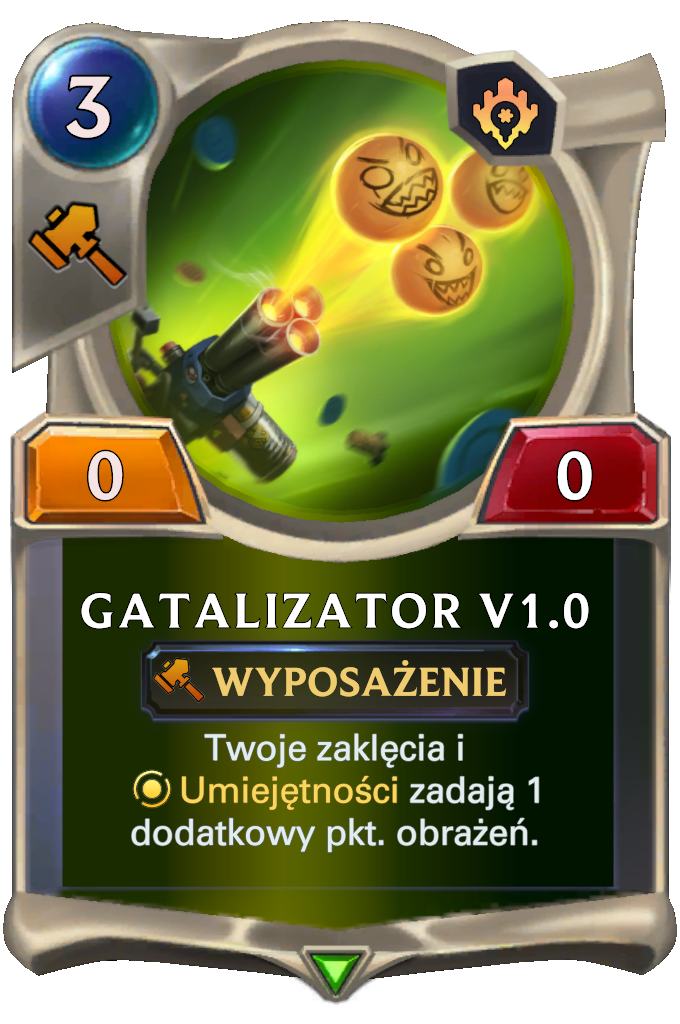 3
0
0
GATALIZATOR V1.0
WYPOSAŻENIE
Twoje zaklęcia i
Umiejętności zadają 1
dodatkowy pkt. obrażeń.